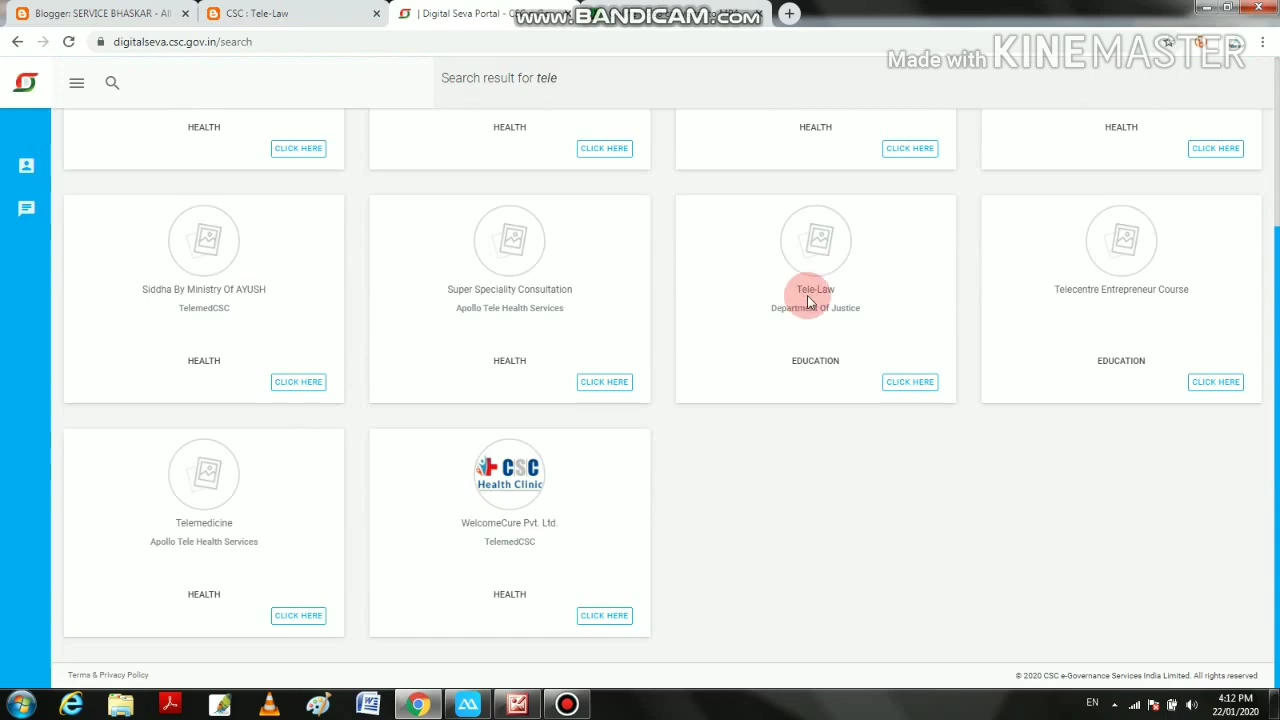 Blogger: SERVICE BHASKAR - All
CSC : Tele-Law
| Digital Seva Portal - CSC
www.BANDICAM.com
digitalseva.csc.gov.in/search
Made with KINEMASTER
Search result for tele
HEALTH
HEALTH
HEALTH
HEALTH
CLICK HERE
CLICK HERE
CLICK HERE
CLICK HERE
Siddha By Ministry Of AYUSH
TelemedCSC
HEALTH
CLICK HERE
Super Speciality Consultation
Apollo Tele Health Services
HEALTH
CLICK HERE
Tele-Law
Department Of Justice
EDUCATION
CLICK HERE
Telecentre Entrepreneur Course
EDUCATION
CLICK HERE
Telemedicine
Apollo Tele Health Services
HEALTH
CLICK HERE
CSC
Health Clinic
WelcomeCure Pvt. Ltd.
TelemedCSC
HEALTH
CLICK HERE
Terms & Privacy Policy
© 2020 CSC e-Governance Services India Limited. All rights reserved
EN
4:12 PM
22/01/2020